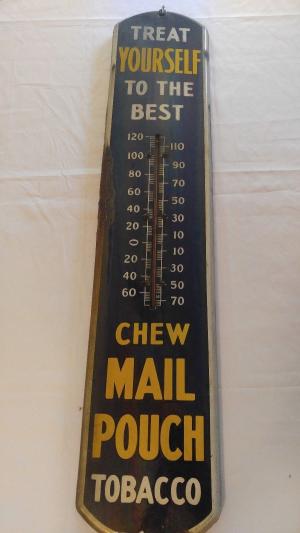 TREAT
YOURSELF
TO THE
BEST
120 110
100 90
80 70
60 50
40 30
20 10
0 10
20 30
40 50
60 70
CHEW
MAIL
POUCH
TOBACCO